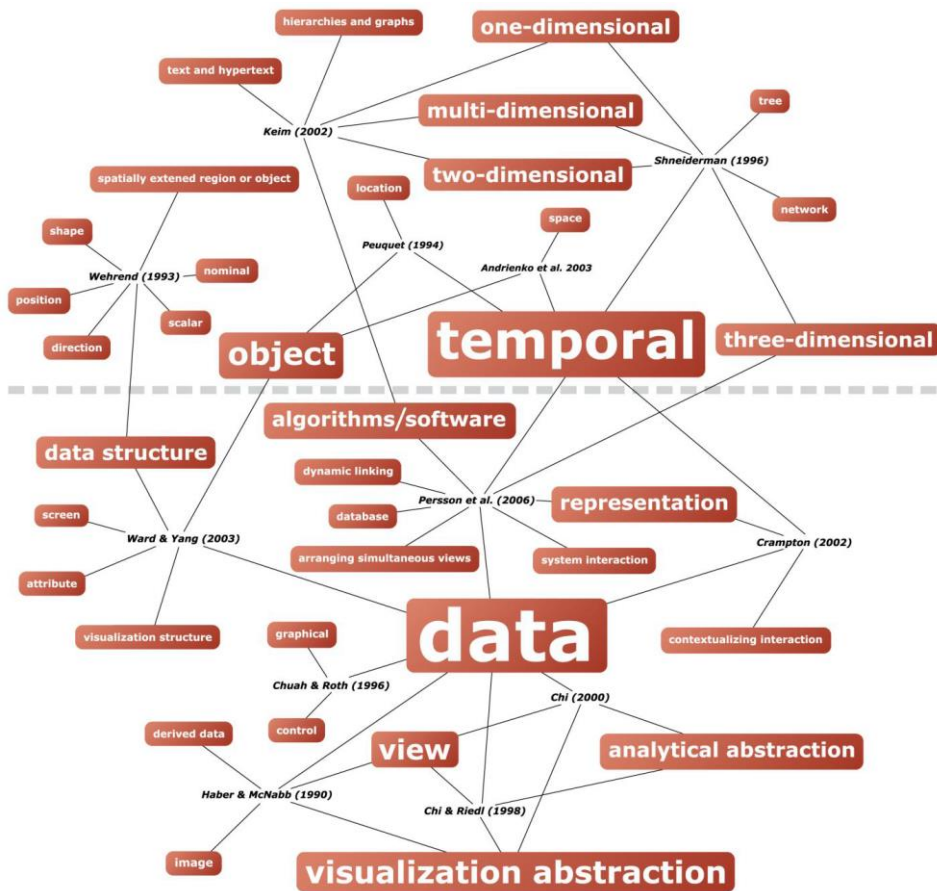 hierarchies and graphs
one-dimensional
text and hypertext
multi-dimensional
tree
Keim (2002)
Shneiderman (1996)
two-dimensional
spatially extened region or object
location
network
space
shape
Peuquet (1994)
Andrienko et al. 2003
nominal
Wehrend (1993)
position
scalar
direction
object
temporal
three-dimensional
algorithms/software
data structure
dynamic linking
Persson et al. (2006)
representation
screen
database
Ward & Yang (2003)
Crampton (2002)
arranging simultaneous views
system interaction
attribute
visualization structure
graphical
data
contextualizing interaction
Chuah & Roth (1996)
Chi (2000)
derived data
control
view
analytical abstraction
Haber & McNabb (1990)
Chi & Riedl (1998)
image
visualization abstraction